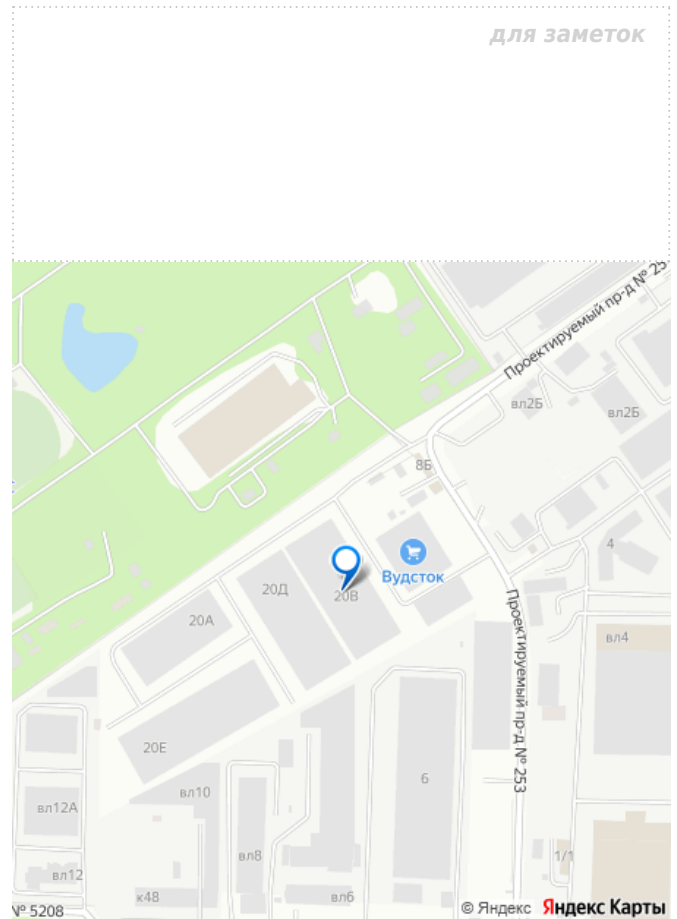 для заметок
Проектируемый пр-д № 25
вл2Б
вл2Б
8Б
4
Вудсток
20Д
20В
20А
Проектируемый пр-д № 253
вл4
20Е
6
вл10
вл12А
вл8
1/1
вл12
к48
вл6
№ 5208
© Яндекс Яндекс Карты